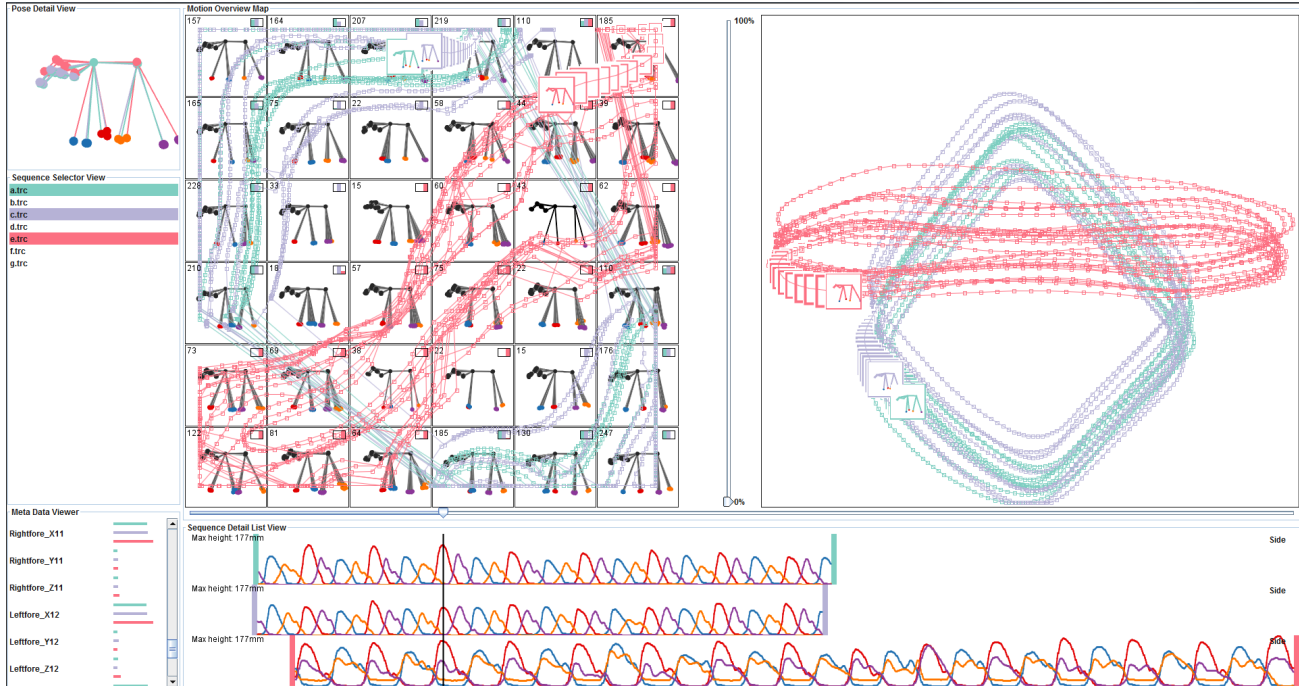 Pose Detail View
Motion Overview Map
157 164 207 219 110 185
165 75 22 58 44 39
228 33 15 60 43 62
210 18 57 75 22 110
73 69 38 22 15 176
122 81 64 185 130 247
100%
0%
Sequence Selector View
a.trc
b.trc
c.trc
d.trc
e.trc
f.trc
g.trc
Meta Data Viewer
Rightfore_X11
Rightfore_Y11
Rightfore_Z11
Leftfore_X12
Leftfore_Y12
Leftfore_Z12
Sequence Detail List View
Max height: 177mm
Side
Max height: 177mm
Side
Max height: 177mm
Side